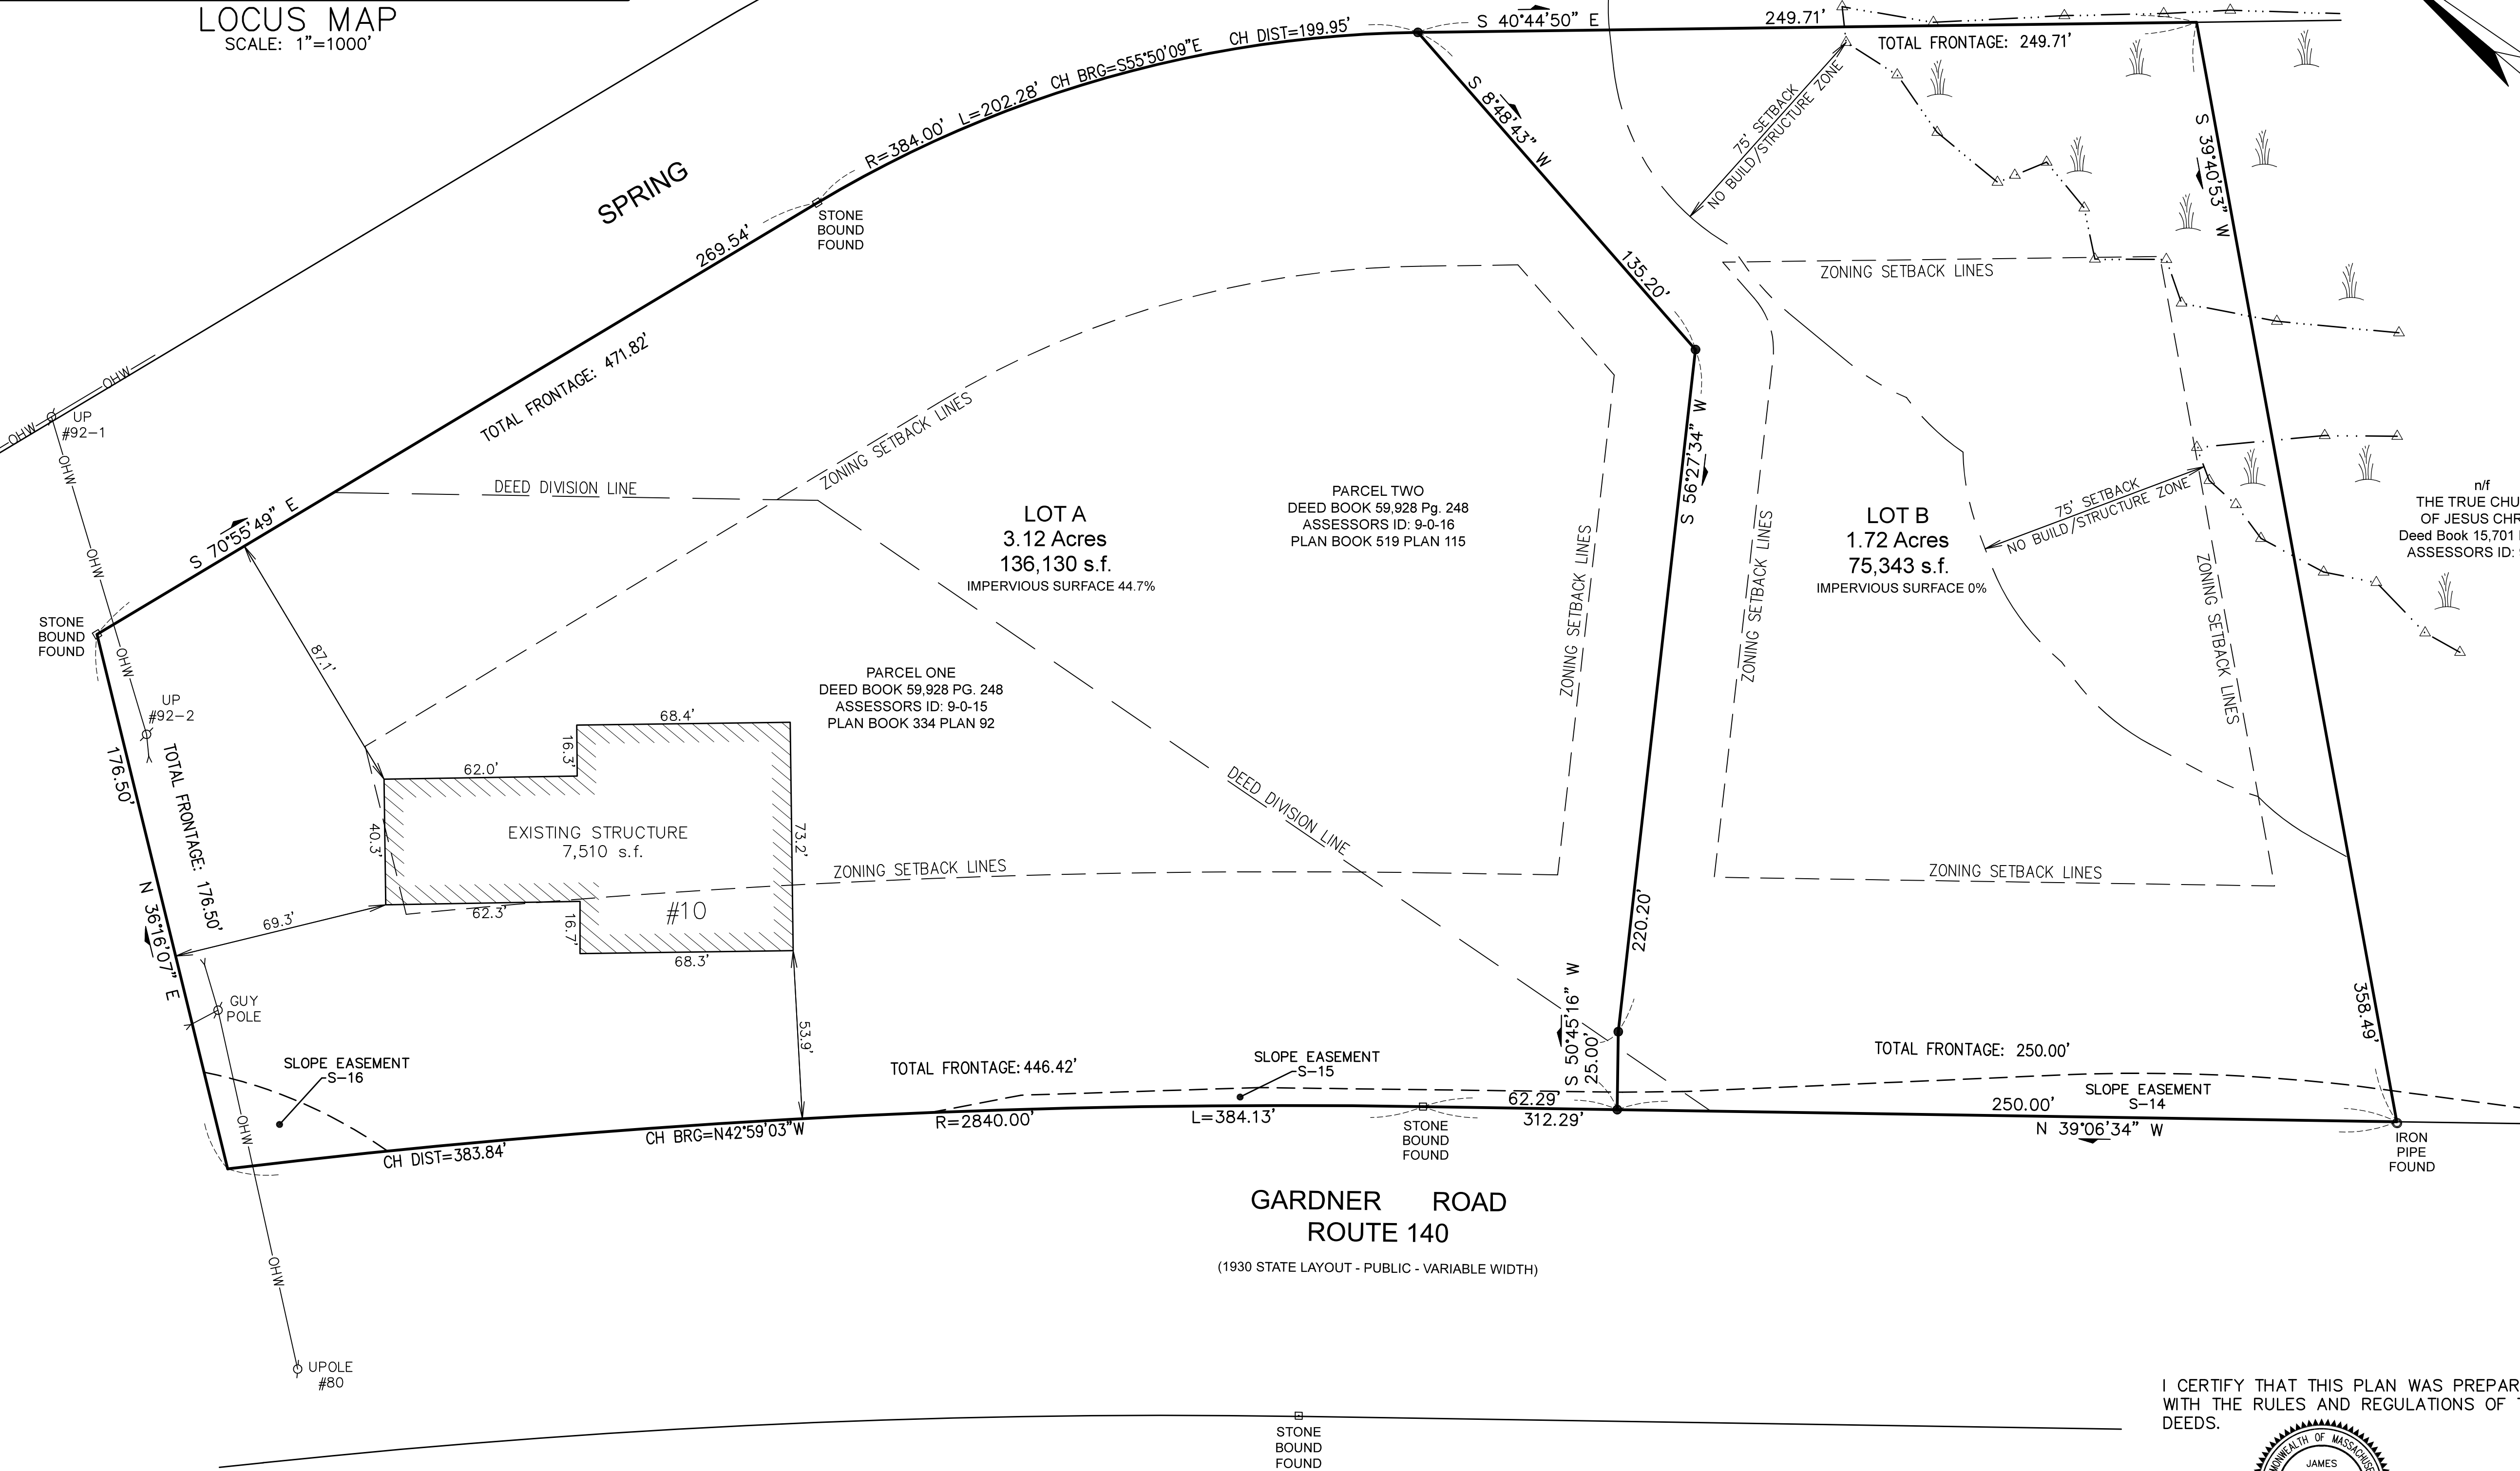 LOCUS MAP
SCALE: 1"=1000'
SPRING
R=384.00' L=202.28' CH BRG=S55°50'09"E CH DIST=199.95'
S 40°44'50" E 249.71'
TOTAL FRONTAGE: 249.71'
S 8°48'43" W
135.20'
75' SETBACK
NO BUILD/STRUCTURE ZONE
S 39°40'53" W
STONE
BOUND
FOUND
269.54'
ZONING SETBACK LINES
TOTAL FRONTAGE: 471.82'
OHW
OHW
UP
#92-1
OHW
OHW
OHW
ZONING SETBACK LINES
DEED DIVISION LINE
S 70°55'49" E
S 56°27'34" W
LOT A
3.12 Acres
136,130 s.f.
IMPERVIOUS SURFACE 44.7%
PARCEL TWO
DEED BOOK 59,928 Pg. 248
ASSESSORS ID: 9-0-16
PLAN BOOK 519 PLAN 115
LOT B
1.72 Acres
75,343 s.f.
IMPERVIOUS SURFACE 0%
75' SETBACK
NO BUILD/STRUCTURE ZONE
n/f
THE TRUE CHU
OF JESUS CHR
Deed Book 15,701
ASSESSORS ID:
ZONING SETBACK LINES
ZONING SETBACK LINES
ZONING SETBACK LINES
STONE
BOUND
FOUND
87.1'
UP
#92-2
PARCEL ONE
DEED BOOK 59,928 PG. 248
ASSESSORS ID: 9-0-15
PLAN BOOK 334 PLAN 92
176.50'
TOTAL FRONTAGE: 176.50'
68.4'
16.3'
62.0'
40.3'
EXISTING STRUCTURE
7,510 s.f.
73.2'
DEED DIVISION LINE
ZONING SETBACK LINES
ZONING SETBACK LINES
N 36°16'07" E
69.3'
62.3'
16.7'
#10
68.3'
220.20'
GUY
POLE
53.9'
S 50°45'16" W
25.00'
358.49'
SLOPE EASEMENT
S-16
TOTAL FRONTAGE: 446.42'
SLOPE EASEMENT
S-15
TOTAL FRONTAGE: 250.00'
SLOPE EASEMENT
S-14
OHW
CH DIST=383.84'
CH BRG=N42°59'03"W
R=2840.00'
L=384.13'
62.29'
312.29'
250.00'
N 39°06'34" W
STONE
BOUND
FOUND
IRON
PIPE
FOUND
GARDNER ROAD
ROUTE 140
(1930 STATE LAYOUT - PUBLIC - VARIABLE WIDTH)
OHW
UPOLE
#80
STONE
BOUND
FOUND
I CERTIFY THAT THIS PLAN WAS PREPAR
WITH THE RULES AND REGULATIONS OF T
DEEDS.
MONWEALTH OF MASSACHUSE
JAMES